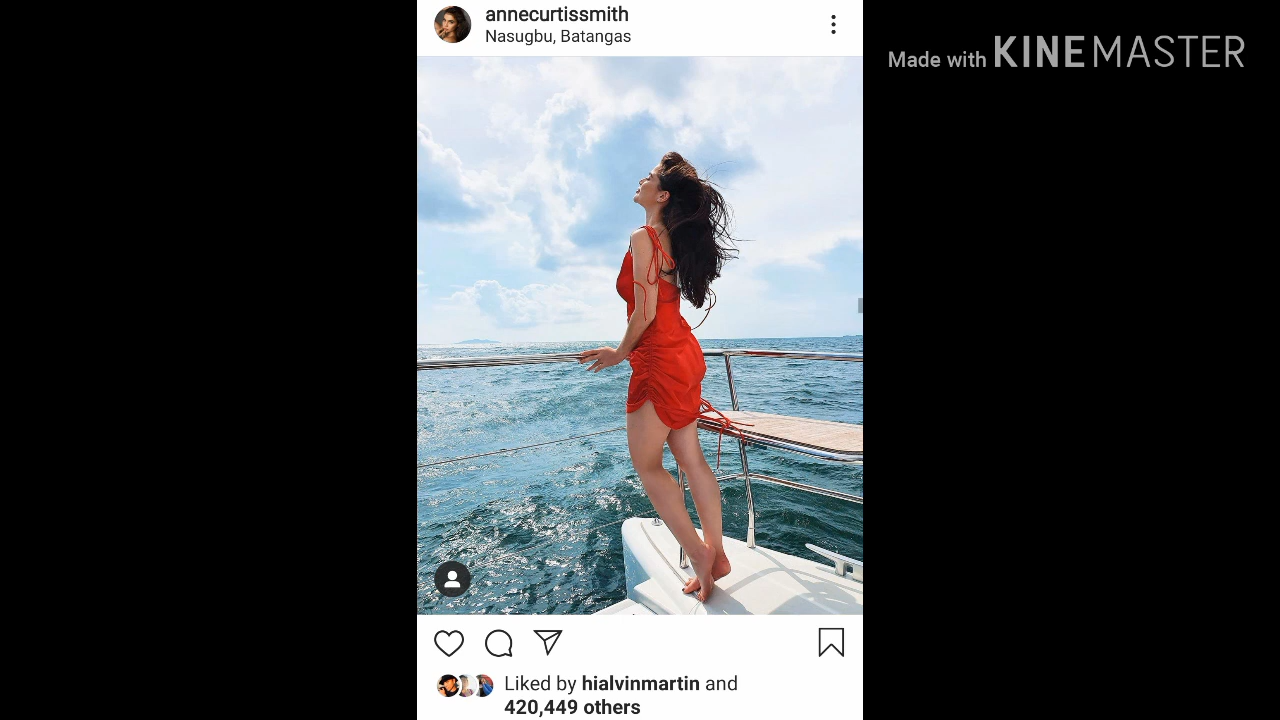 annecurtissmith
Nasugbu, Batangas
Made with KINEMASTER
Liked by hialvinmartin and
420,449 others